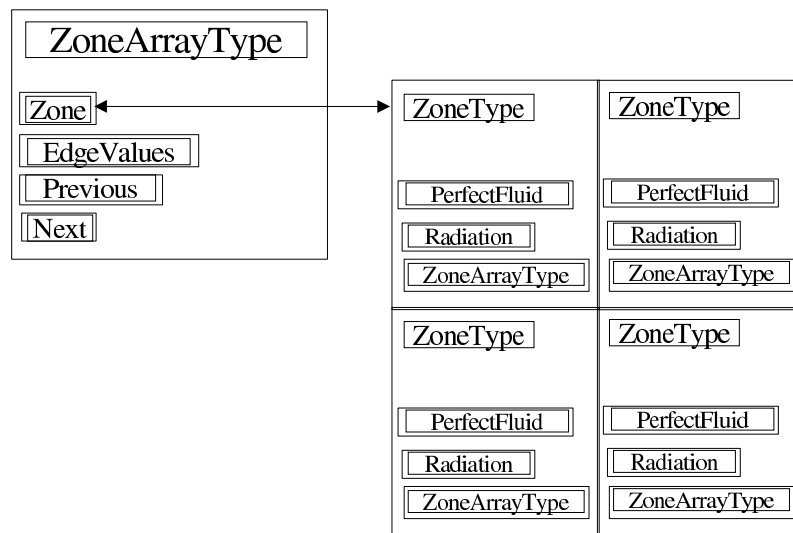 ZoneArrayType
Zone
EdgeValues
Previous
Next
ZoneType
PerfectFluid
Radiation
ZoneArrayType
ZoneType
PerfectFluid
Radiation
ZoneArrayType
ZoneType
PerfectFluid
Radiation
ZoneArrayType
ZoneType
PerfectFluid
Radiation
ZoneArrayType